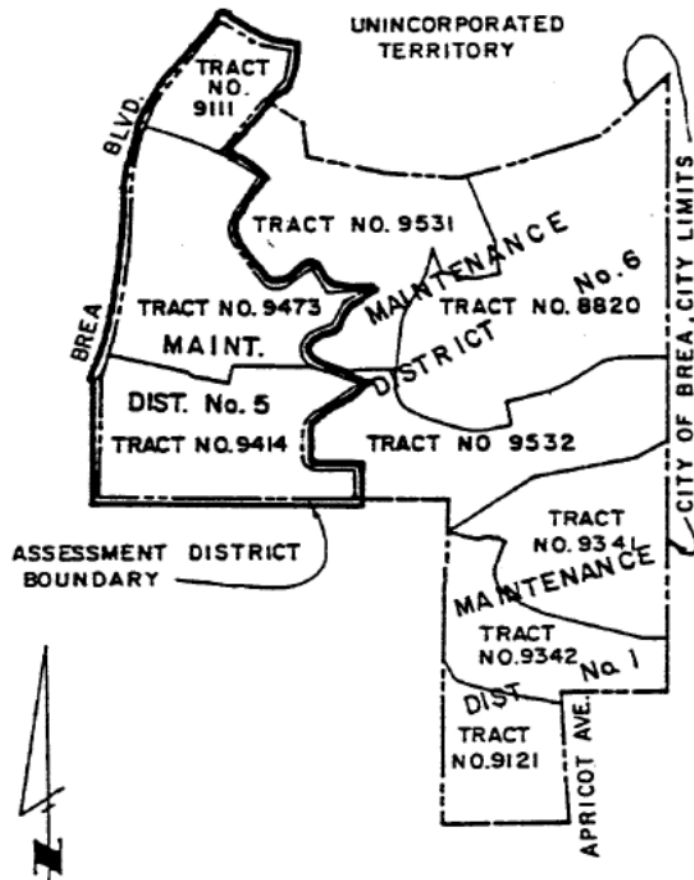 UNINCORPORATED
TERRITORY
TRACT
NO.
9111
BREA BLVD.
TRACT NO. 9531
MAINTENANCE
DISTRICT No. 6
TRACT NO. 9473
TRACT NO. 8820
MAINT.
DIST. No. 5
TRACT NO. 9414
TRACT NO 9532
CITY OF BREA, CITY LIMITS
ASSESSMENT DISTRICT
BOUNDARY
TRACT
NO. 9341
MAINTENANCE
DIST No. 1
TRACT
NO. 9342
TRACT
NO. 9121
APRICOT AVE.
N